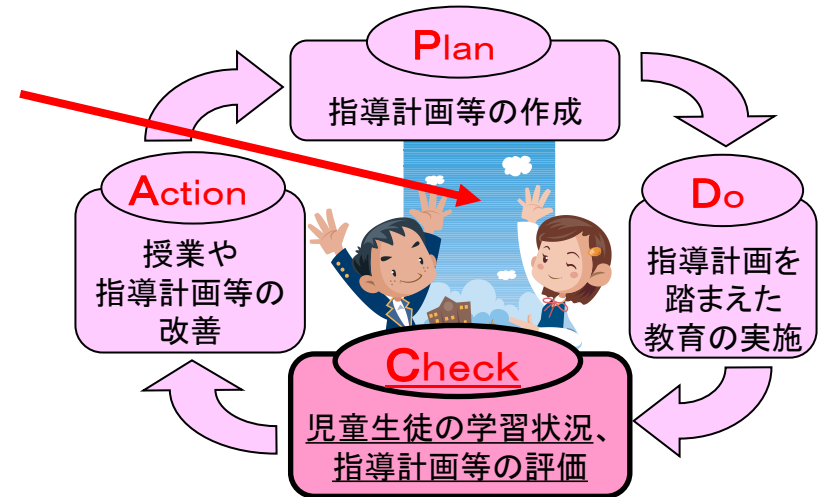 Plan
指導計画等の作成
Do
指導計画を
踏まえた
教育の実施
Check
児童生徒の学習状況、
指導計画等の評価
Action
授業や
指導計画等の
改善